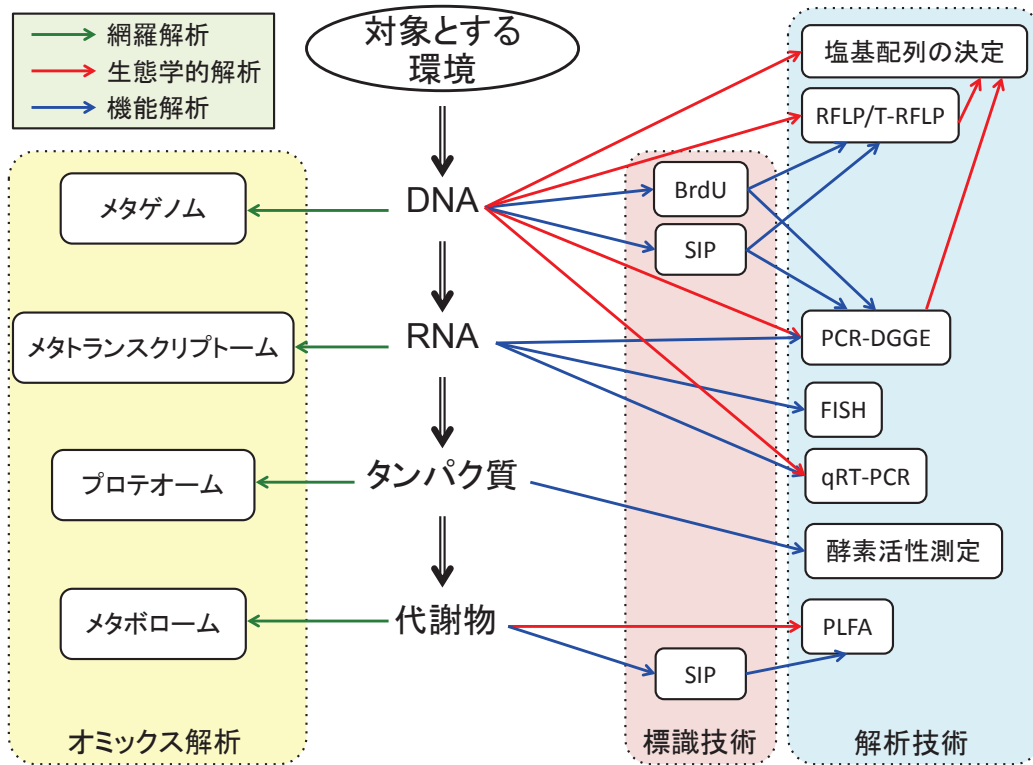 網羅解析
生態学的解析
機能解析
対象とする
環境
DNA
RNA
タンパク質
代謝物
メタゲノム
メタトランスクリプトーム
プロテオーム
メタボローム
オミックス解析
BrdU
SIP
SIP
標識技術
塩基配列の決定
RFLP/T-RFLP
PCR-DGGE
FISH
qRT-PCR
酵素活性測定
PLFA
解析技術